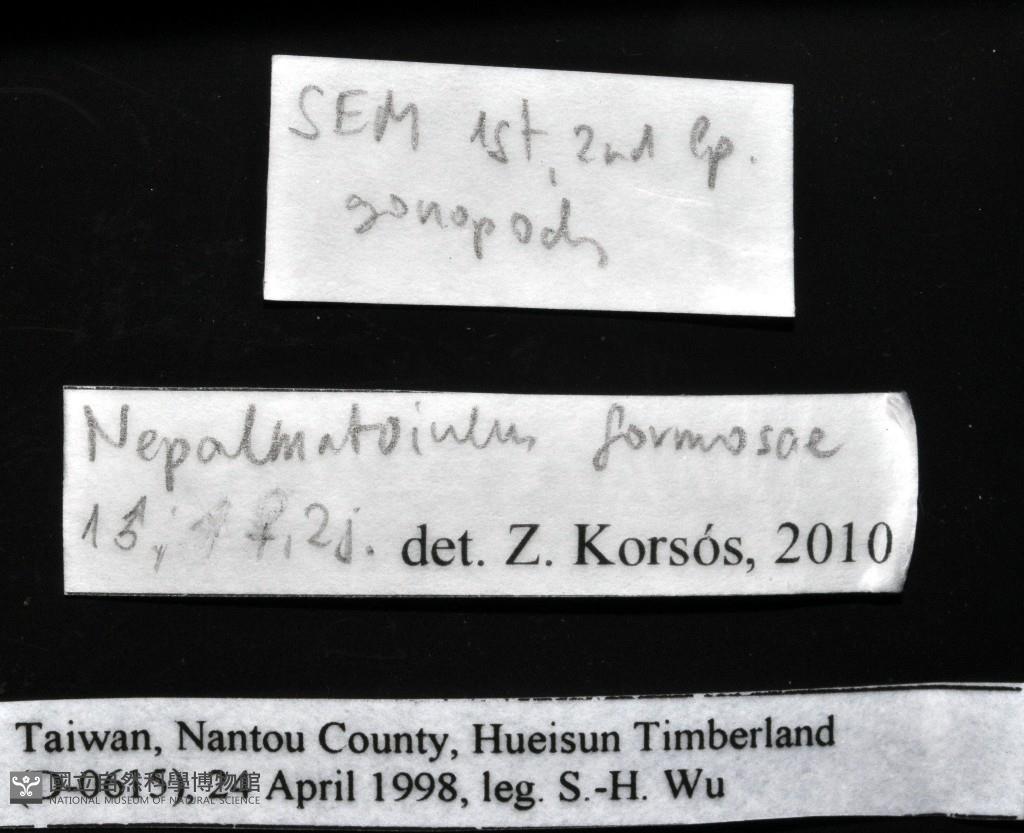 SEM 1st, 2nd lp.
gonopods
Nepalmatoiulus formosae
1♂, 1♀, 2j. det. Z. Korsós, 2010
Taiwan, Nantou County, Hueisun Timberland
(D-0615) 24 April 1998, leg. S.-H. Wu
國立自然科學博物館
NATIONAL MUSEUM OF NATURAL SCIENCE